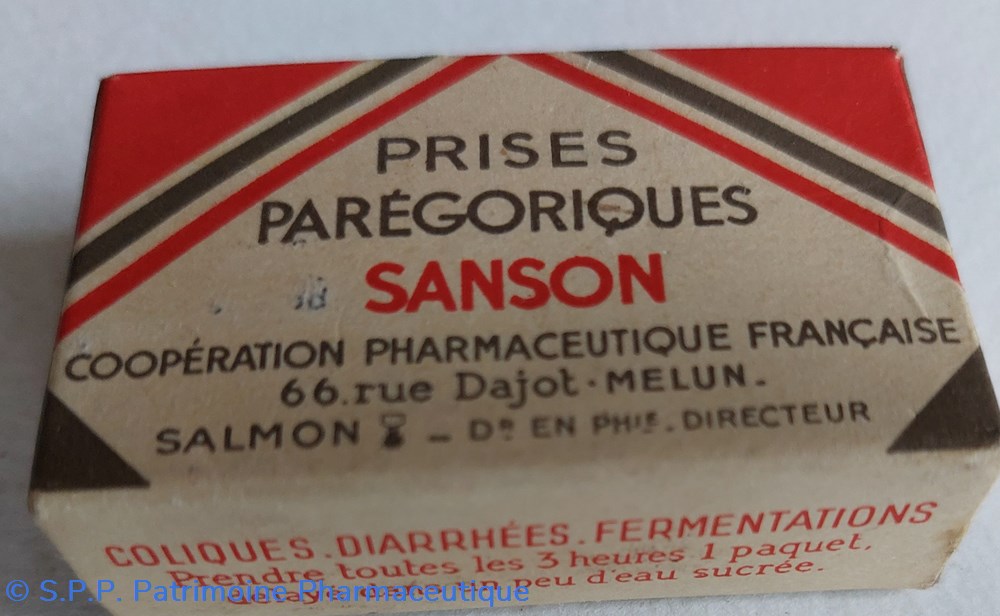 PRISES
PARÉGORIQUES
SANSON
COOPÉRATION PHARMACEUTIQUE FRANÇAISE
66.rue Dajot · MELUN.
SALMON – Dᴿ EN PHᴵᴱ. DIRECTEUR
COLIQUES.DIARRHÉES.FERMENTATIONS
Prendre toutes les 3 heures 1 paquet,
un peu d'eau sucrée.
© S.P.P. Patrimoine Pharmaceutique